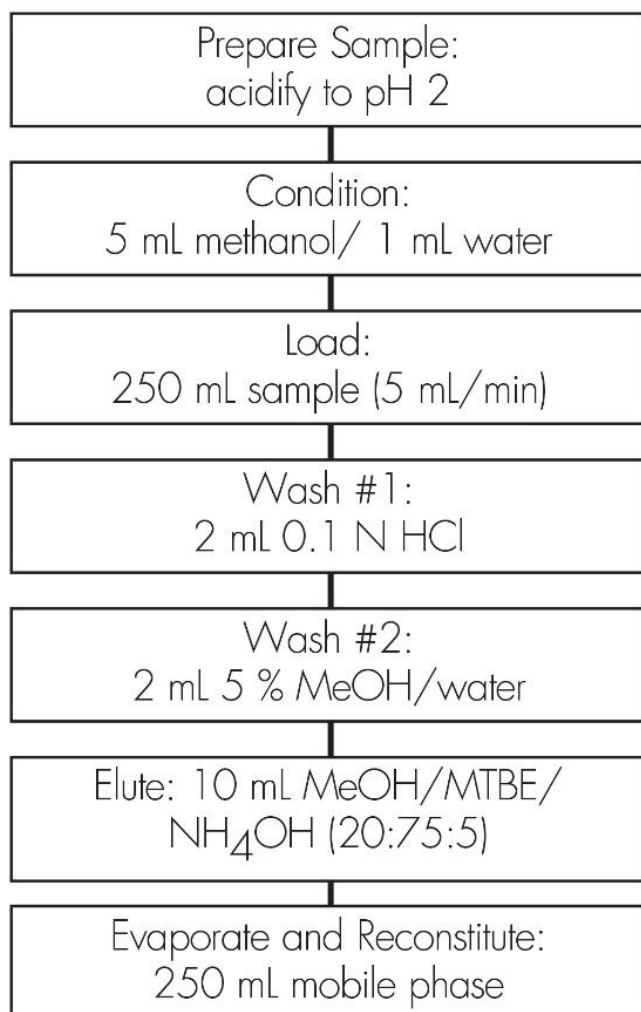 Prepare Sample:
acidify to pH 2
Condition:
5 mL methanol/ 1 mL water
Load:
250 mL sample (5 mL/min)
Wash #1:
2 mL 0.1 N HCl
Wash #2:
2 mL 5 % MeOH/water
Elute: 10 mL MeOH/MTBE/
NH₄OH (20:75:5)
Evaporate and Reconstitute:
250 mL mobile phase